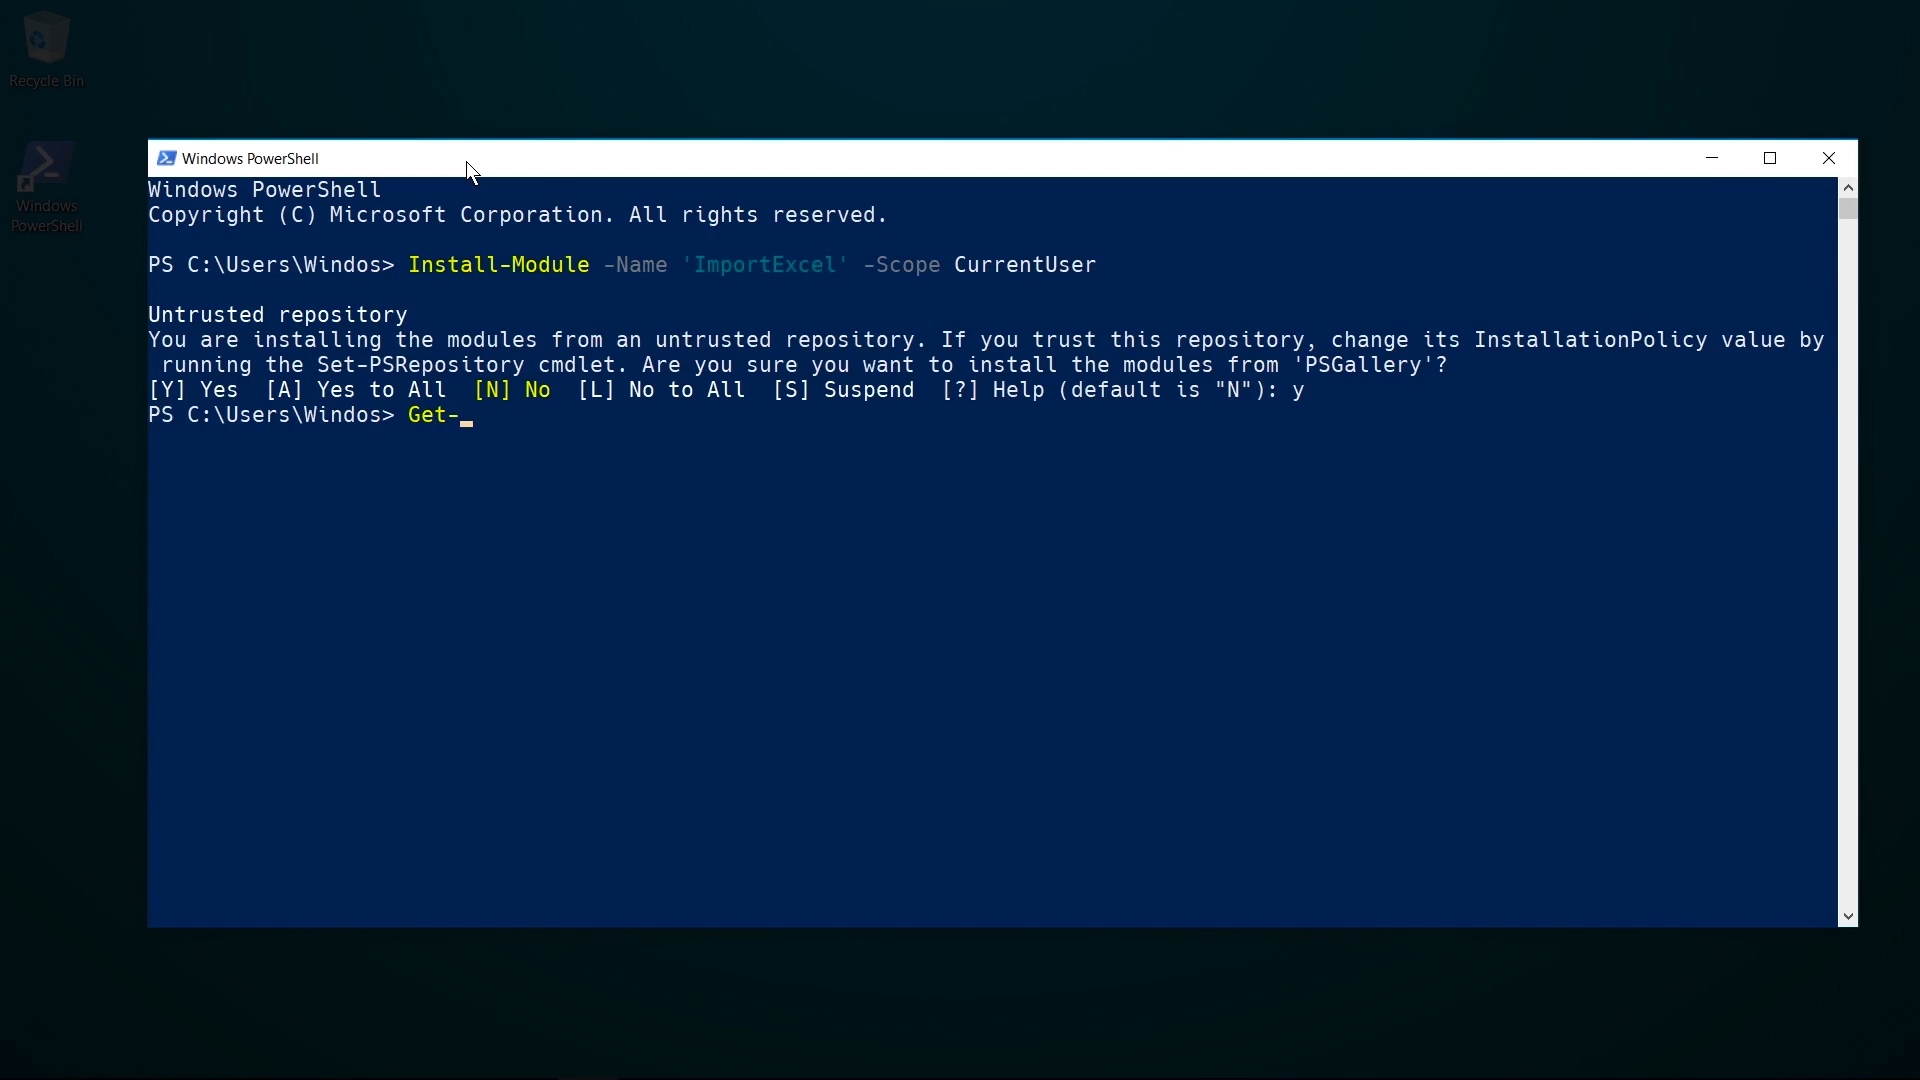 Recycle Bin
Windows
PowerShell
Windows PowerShell
Windows PowerShell
Copyright (C) Microsoft Corporation. All rights reserved.
PS C:\Users\Windos> Install-Module -Name 'ImportExcel' -Scope CurrentUser
Untrusted repository
You are installing the modules from an untrusted repository. If you trust this repository, change its InstallationPolicy value by
running the Set-PSRepository cmdlet. Are you sure you want to install the modules from 'PSGallery'?
[Y] Yes  [A] Yes to All  [N] No  [L] No to All  [S] Suspend  [?] Help (default is "N"): y
PS C:\Users\Windos> Get-